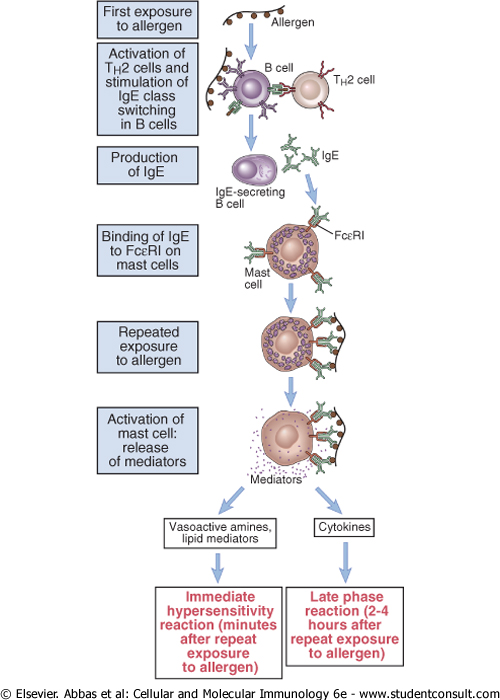 First exposure
to allergen
Allergen
Activation of
TH2 cells and
stimulation of
IgE class
switching
in B cells
B cell
TH2 cell
Production
of IgE
IgE
IgE-secreting
B cell
Binding of IgE
to FcεRI on
mast cells
FcεRI
Mast
cell
Repeated
exposure
to allergen
Activation of
mast cell:
release
of mediators
Mediators
Vasoactive amines,
lipid mediators
Cytokines
Immediate
hypersensitivity
reaction (minutes
after repeat
exposure
to allergen)
Late phase
reaction (2-4
hours after
repeat exposure
to allergen)
© Elsevier. Abbas et al: Cellular and Molecular Immunology 6e - www.studentconsult.com